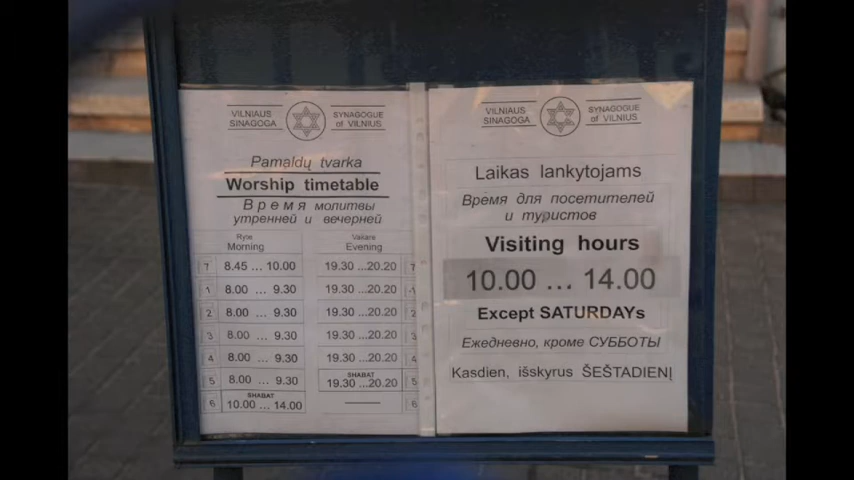 VILNIAUS SINAGOGA
SYNAGOGUE of VILNIUS
Pamaldų tvarka
Worship timetable
Время молитвы
утренней и вечерней
Ryte Vakare
Morning Evening
7 8.45 ... 10.00 19.30 ...20.20 7
1 8.00 ... 9.30 19.30 ...20.20 1
2 8.00 ... 9.30 19.30 ...20.20 2
3 8.00 ... 9.30 19.30 ...20.20 3
4 8.00 ... 9.30 19.30 ...20.20 4
5 8.00 ... 9.30 SHABAT 19.30 ...20.20 5
6 SHABAT 10.00 ... 14.00 6
VILNIAUS SINAGOGA
SYNAGOGUE of VILNIUS
Laikas lankytojams
Время для посетителей
и туристов
Visiting hours
10.00 ... 14.00
Except SATURDAYs
Ежедневно, кроме СУББОТЫ
Kasdien, išskyrus ŠEŠTADIENĮ